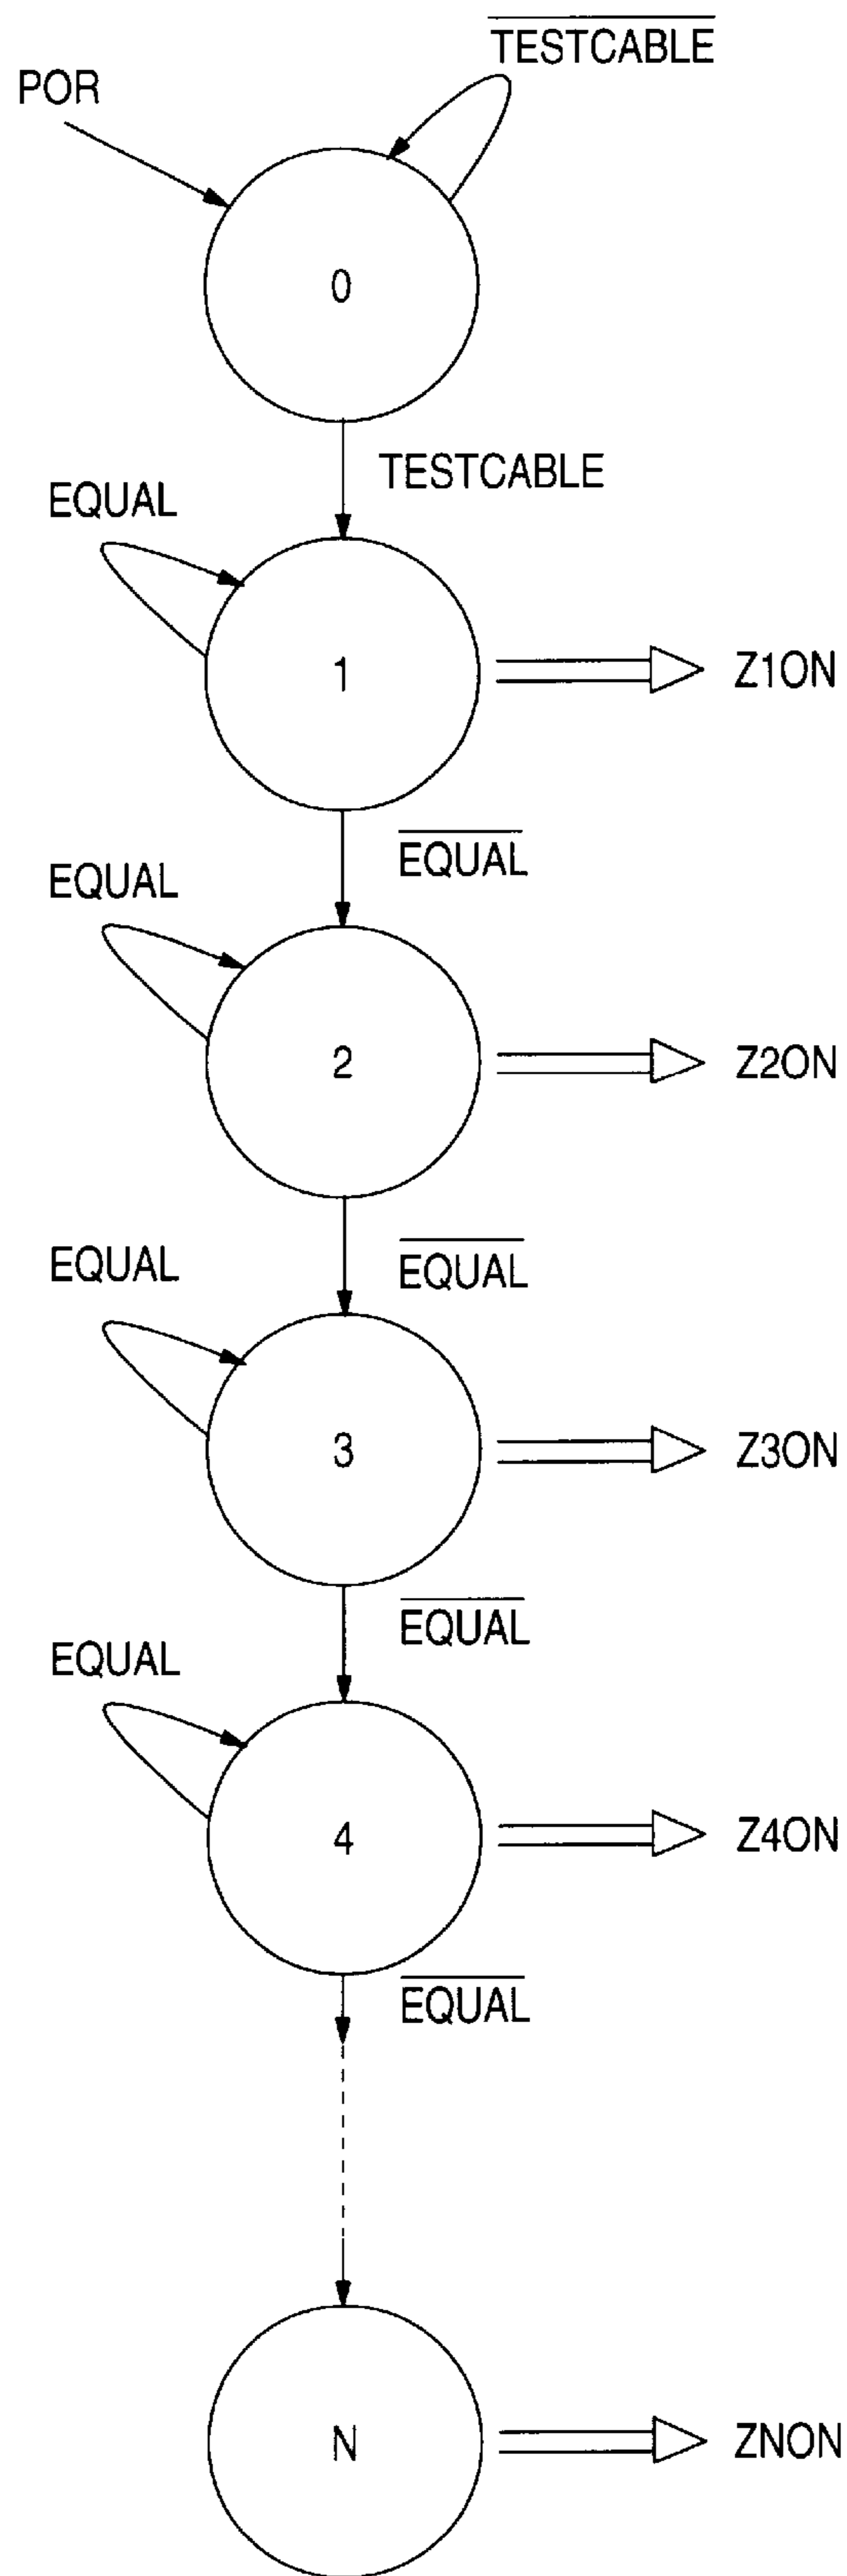 TESTCABLE
POR
0
TESTCABLE
EQUAL
1
Z1ON
EQUAL
EQUAL
2
Z2ON
EQUAL
EQUAL
3
Z3ON
EQUAL
EQUAL
4
Z4ON
EQUAL
N
ZNON